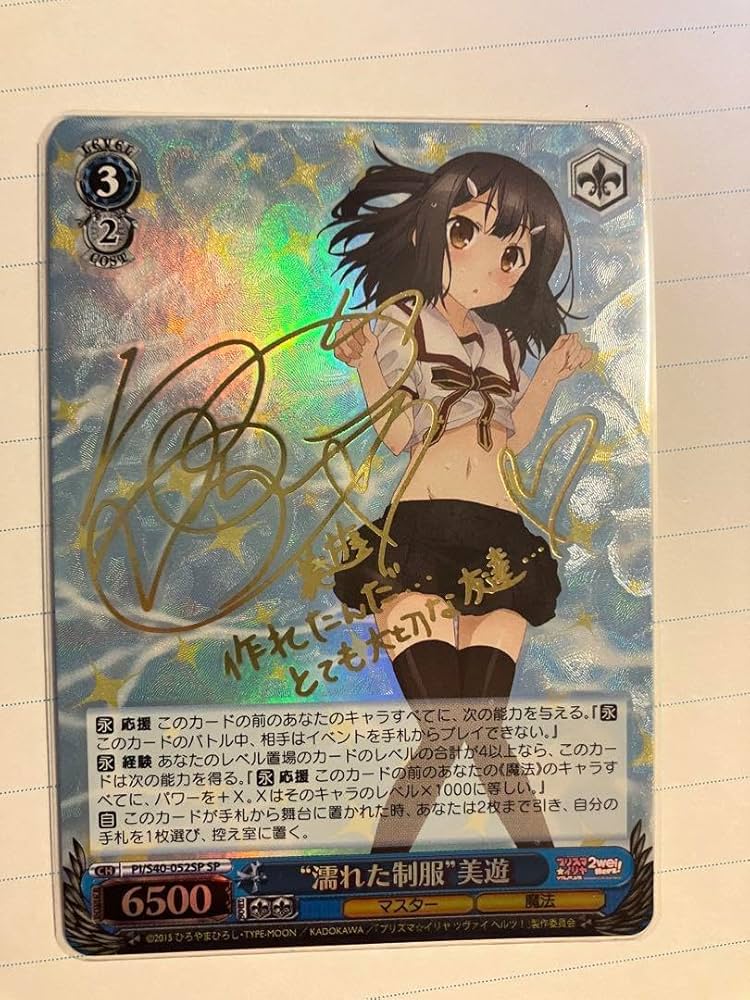 LEVEL
3
2
COST
美遊
作れたんだ…
とても大切な友達…
永 応援 このカードの前のあなたのキャラすべてに、次の能力を与える。「永
このカードのバトル中、相手はイベントを手札からプレイできない。」
永 経験 あなたのレベル置場のカードのレベルの合計が4以上なら、このカー
ドは次の能力を得る。「永 応援 このカードの前のあなたの《魔法》のキャラす
べてに、パワーを+X。Xはそのキャラのレベル×1000に等しい。」
自 このカードが手札から舞台に置かれた時、あなたは2枚まで引き、自分の
手札を1枚選び、控え室に置く。
CH PI/S40-052SP SP
“濡れた制服”美遊
プリズマ☆イリヤ 2wei Herz!
POWER 6500
マスター 魔法
©2015 ひろやまひろし・TYPE-MOON / KADOKAWA /「プリズマ☆イリヤ ツヴァイ ヘルツ!」製作委員会